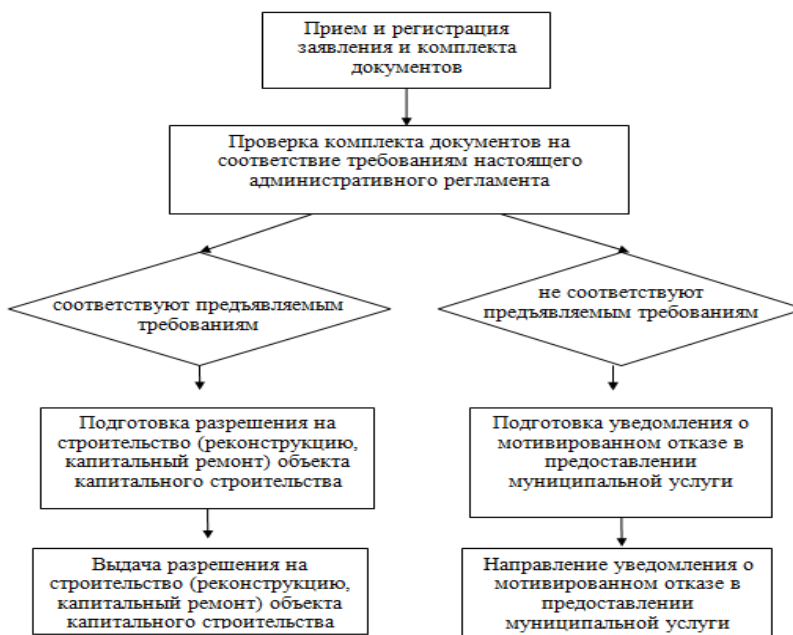 Прием и регистрация
заявления и комплекта
документов
Проверка комплекта документов на
соответствие требованиям настоящего
административного регламента
соответствуют предъявляемым
требованиям
не соответствуют
предъявляемым требованиям
Подготовка разрешения на
строительство (реконструкцию,
капитальный ремонт) объекта
капитального строительства
Подготовка уведомления о
мотивированном отказе в
предоставлении
муниципальной услуги
Выдача разрешения на
строительство (реконструкцию,
капитальный ремонт) объекта
капитального строительства
Направление уведомления о
мотивированном отказе в
предоставлении
муниципальной услуги